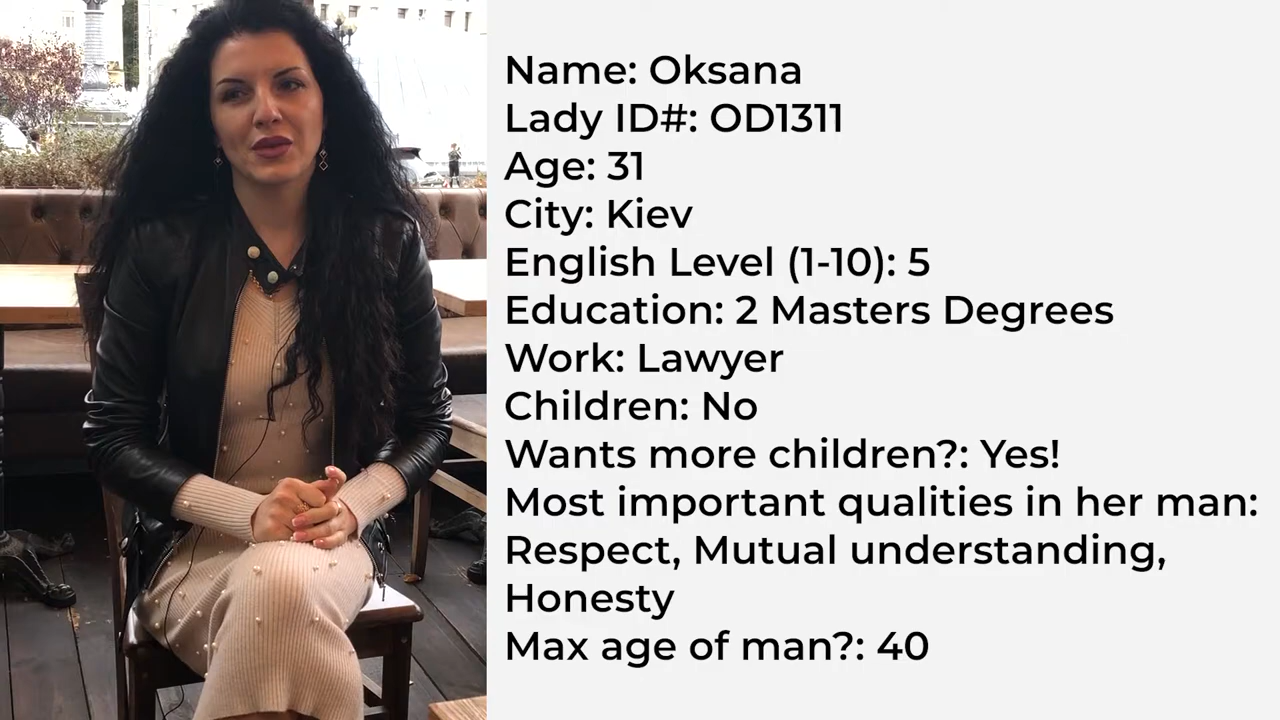 Name: Oksana
Lady ID#: OD1311
Age: 31
City: Kiev
English Level (1-10): 5
Education: 2 Masters Degrees
Work: Lawyer
Children: No
Wants more children?: Yes!
Most important qualities in her man:
Respect, Mutual understanding,
Honesty
Max age of man?: 40